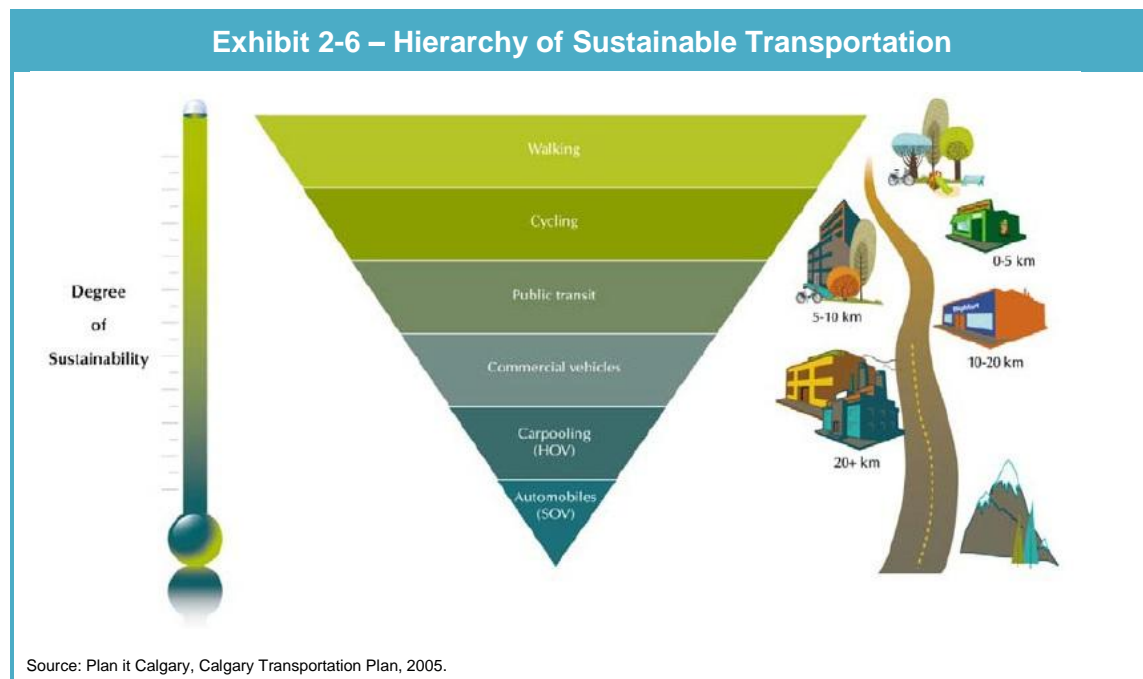 Exhibit 2-6 – Hierarchy of Sustainable Transportation
Degree
of
Sustainability
Walking
Cycling
Public transit
Commercial vehicles
Carpooling
(HOV)
Automobiles
(SOV)
0-5 km
5-10 km
10-20 km
20+ km
Source: Plan it Calgary, Calgary Transportation Plan, 2005.